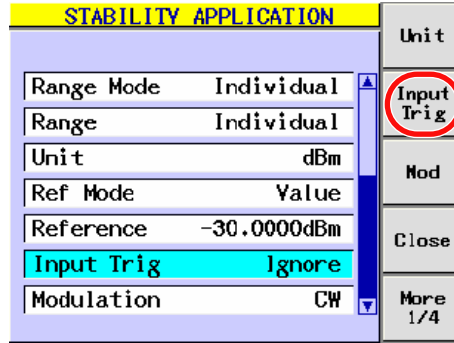 STABILITY APPLICATION
Range Mode Individual
Range Individual
Unit dBm
Ref Mode Value
Reference -30.0000dBm
Input Trig Ignore
Modulation CW
Unit
Input
Trig
Mod
Close
More
1/4